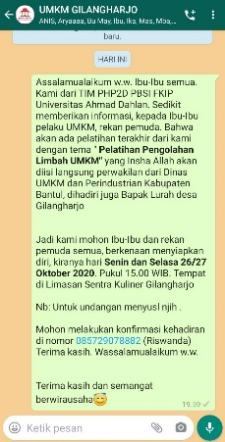 UMKM GILANGHARJO
ANIS, Aryaaaa, Bu May, Ibu, Ika, Mas, Mba,...
baru.
HARI INI
Assalamualaikum w.w. Ibu-Ibu semua.
Kami dari TIM PHP2D PBSI FKIP
Universitas Ahmad Dahlan. Sedikit
memberikan informasi, kepada Ibu-Ibu
pelaku UMKM, rekan pemuda. Bahwa
akan ada pelatihan terakhir dari kami
dengan tema " Pelatihan Pengolahan
Limbah UMKM" yang Insha Allah akan
diisi langsung perwakilan dari Dinas
UMKM dan Perindustrian Kabupaten
Bantul, dihadiri juga Bapak Lurah desa
Gilangharjo
Jadi kami mohon Ibu-Ibu dan rekan
pemuda semua, berkenaan menyiapkan
diri, kiranya hari Senin dan Selasa 26/27
Oktober 2020. Pukul 15.00 WIB. Tempat
di Limasan Sentra Kuliner Gilangharjo
Nb: Untuk undangan menyusl njih .
Mohon melakukan konfirmasi kehadiran
di nomor 085729078882 (Riswanda)
Terima kasih. Wassalamualaikum w.w.
Terima kasih dan semangat
berwirausaha😇
19.20
Ketik pesan